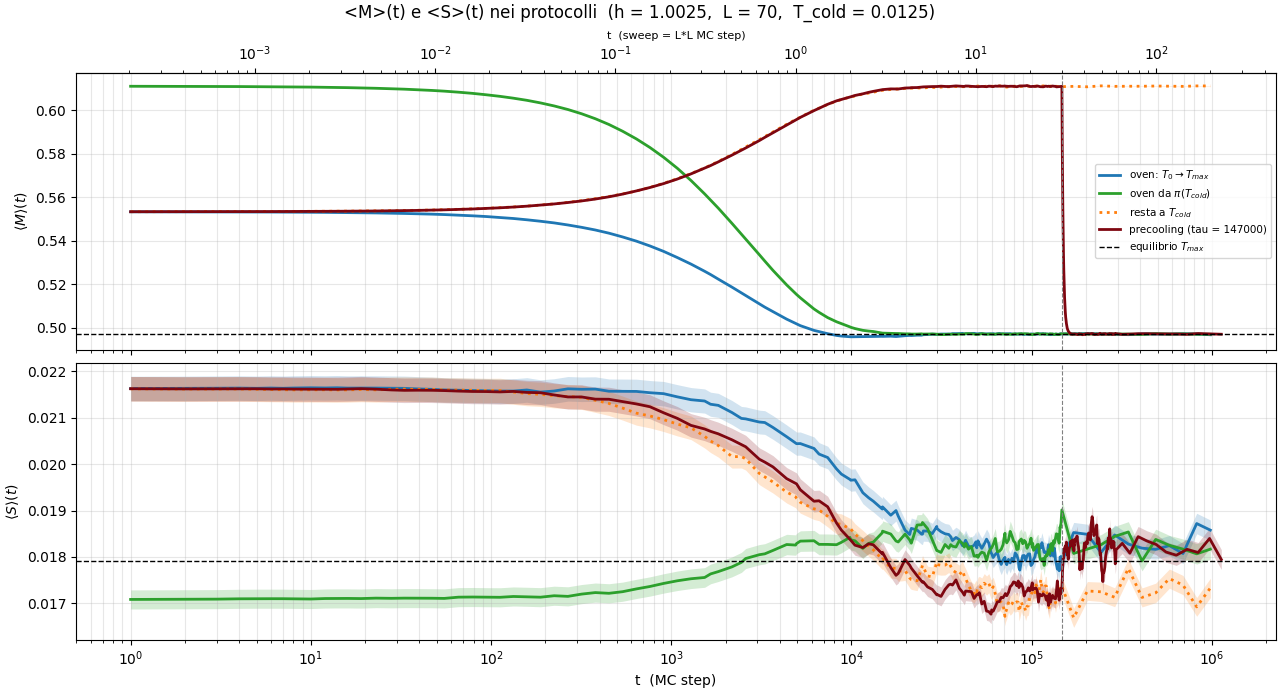 <M>(t) e <S>(t) nei protocolli (h = 1.0025, L = 70, T_cold = 0.0125)
t (sweep = L*L MC step)
10⁻³ 10⁻² 10⁻¹ 10⁰ 10¹ 10²
0.60
0.58
0.56
0.54
0.52
0.50
⟨M⟩(t)
oven: T₀ → T_max
oven da π(T_cold)
resta a T_cold
precooling (tau = 147000)
equilibrio T_max
0.022
0.021
0.020
0.019
0.018
0.017
⟨S⟩(t)
10⁰ 10¹ 10² 10³ 10⁴ 10⁵ 10⁶
t (MC step)